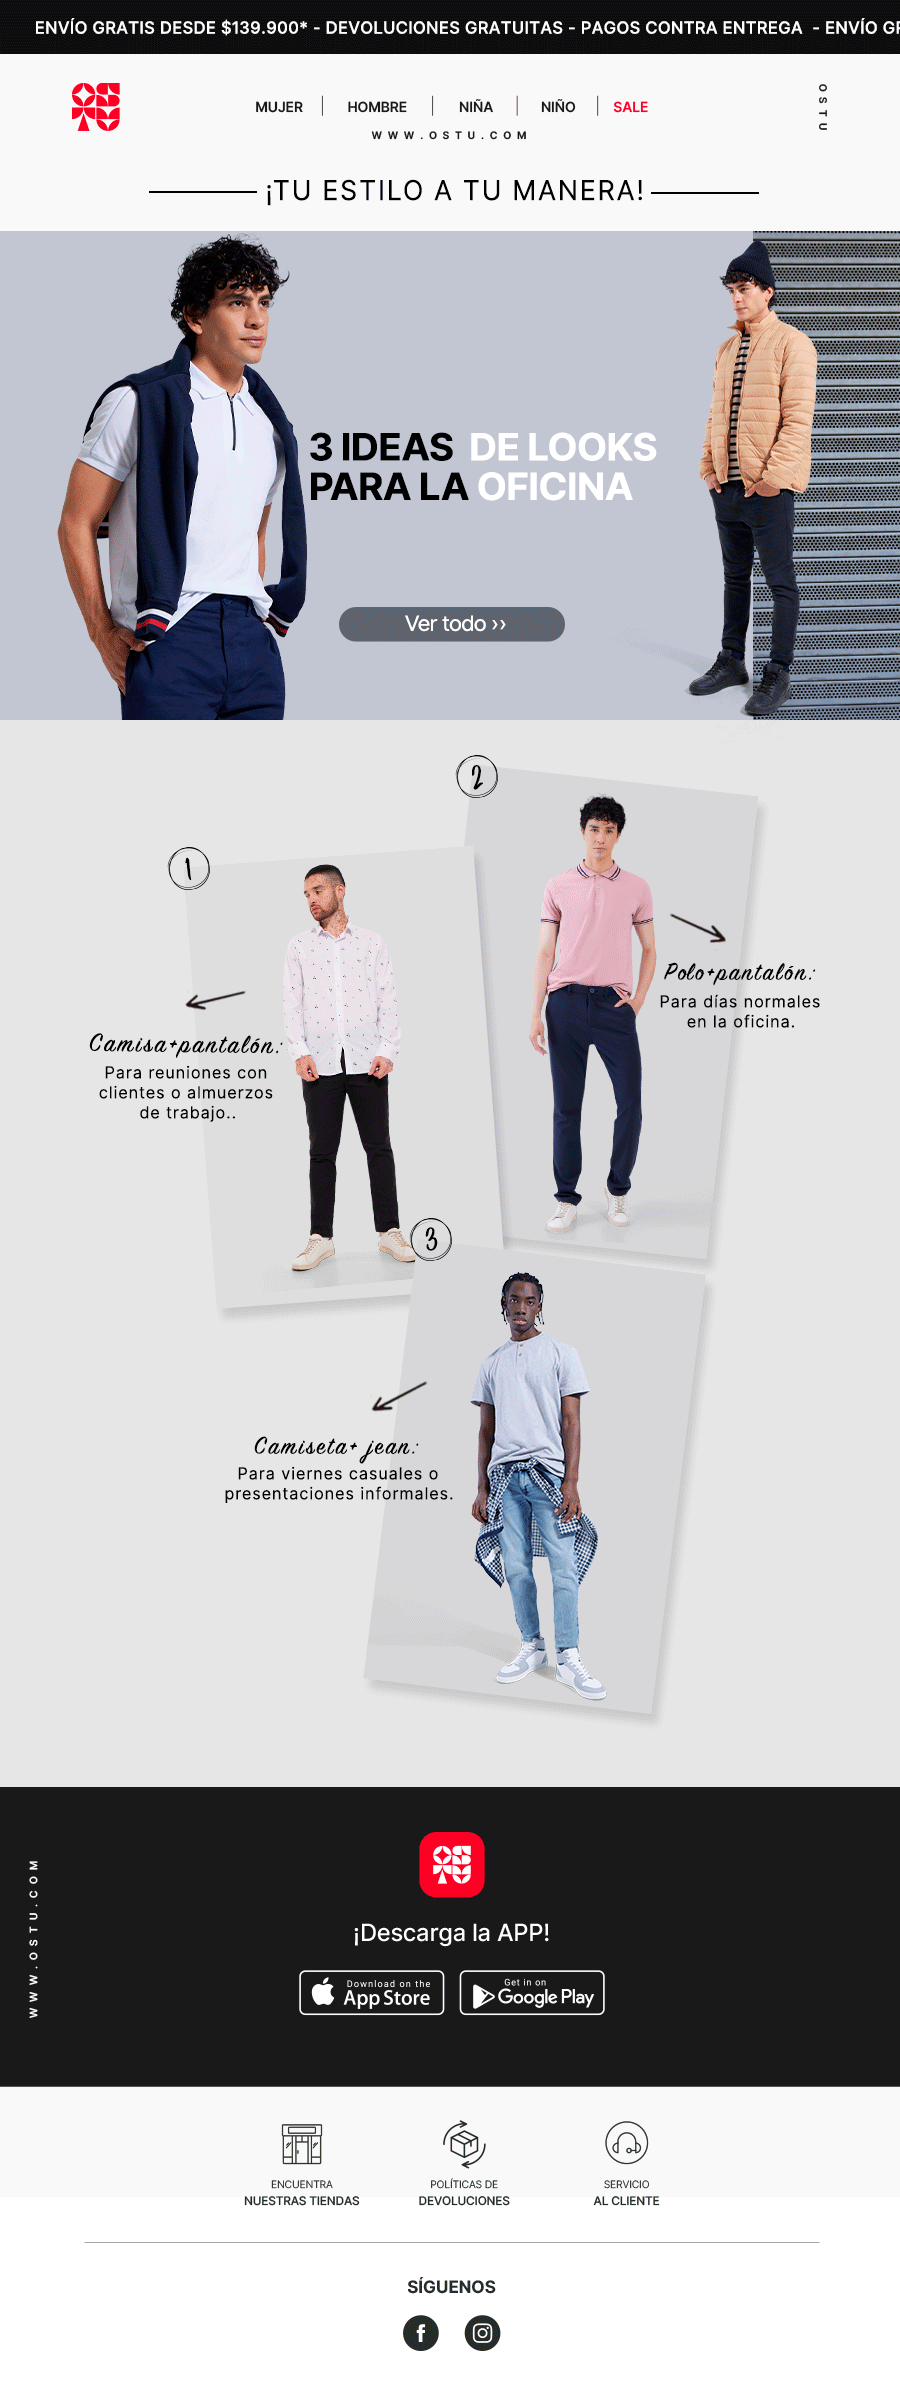 ENVÍO GRATIS DESDE $139.900* - DEVOLUCIONES GRATUITAS - PAGOS CONTRA ENTREGA - ENVÍO GR
OSTU
MUJER | HOMBRE | NIÑA | NIÑO | SALE
WWW.OSTU.COM
OSTU
¡TU ESTILO A TU MANERA!
3 IDEAS DE LOOKS
PARA LA OFICINA
Ver todo ››
1
Camisa+pantalón:
Para reuniones con
clientes o almuerzos
de trabajo..
2
Polo+pantalón:
Para días normales
en la oficina.
3
Camiseta+ jean:
Para viernes casuales o
presentaciones informales.
WWW.OSTU.COM
OSTU
¡Descarga la APP!
Download on the
App Store
Get in on
Google Play
ENCUENTRA
NUESTRAS TIENDAS
POLÍTICAS DE
DEVOLUCIONES
SERVICIO
AL CLIENTE
SÍGUENOS